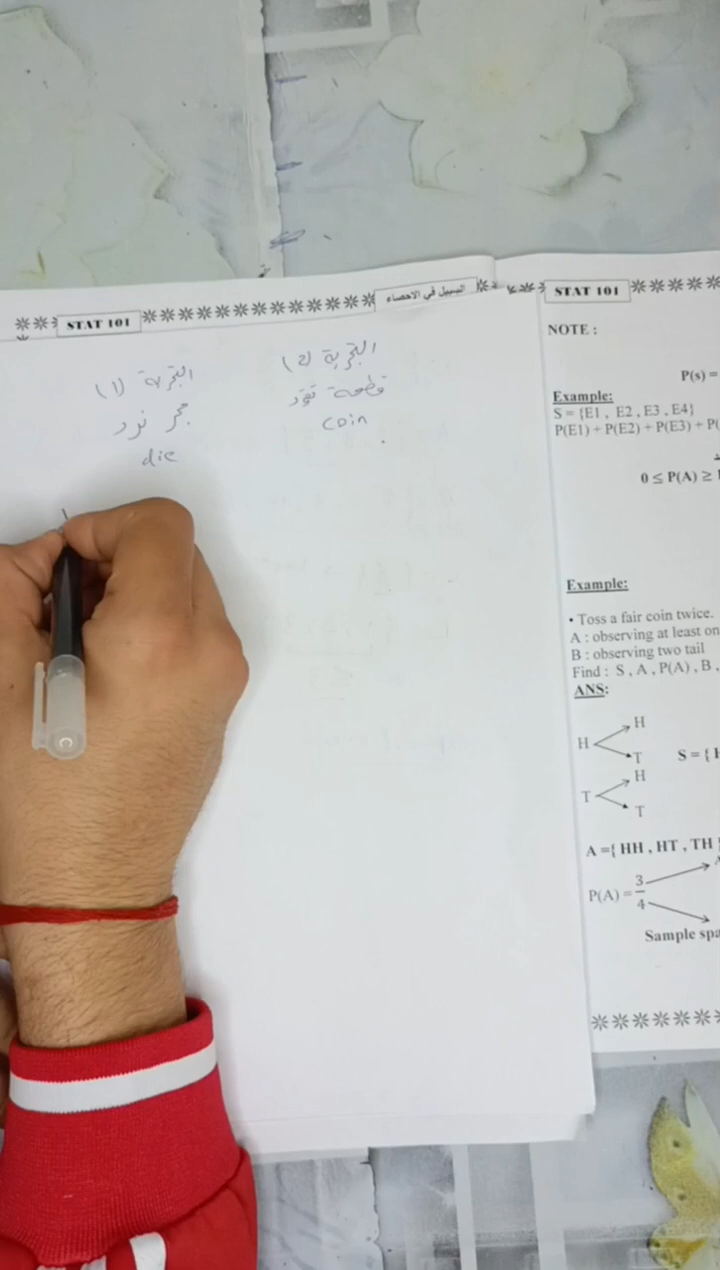 STAT 101
السبيل في الاحصاء
التجربة (1)
حجر نرد
die
التجربة (2)
قطعة نقود
coin
STAT 101
NOTE :
P(s) =
Example:
S = {E1 , E2 , E3 , E4}
P(E1) + P(E2) + P(E3) + P(
0 ≤ P(A) ≥
Example:
• Toss a fair coin twice.
A : observing at least on
B : observing two tail
Find : S , A , P(A) , B ,
ANS:
H
H
T
S = {
H
T
T
A ={ HH , HT , TH
P(A) = 3/4
Sample spa